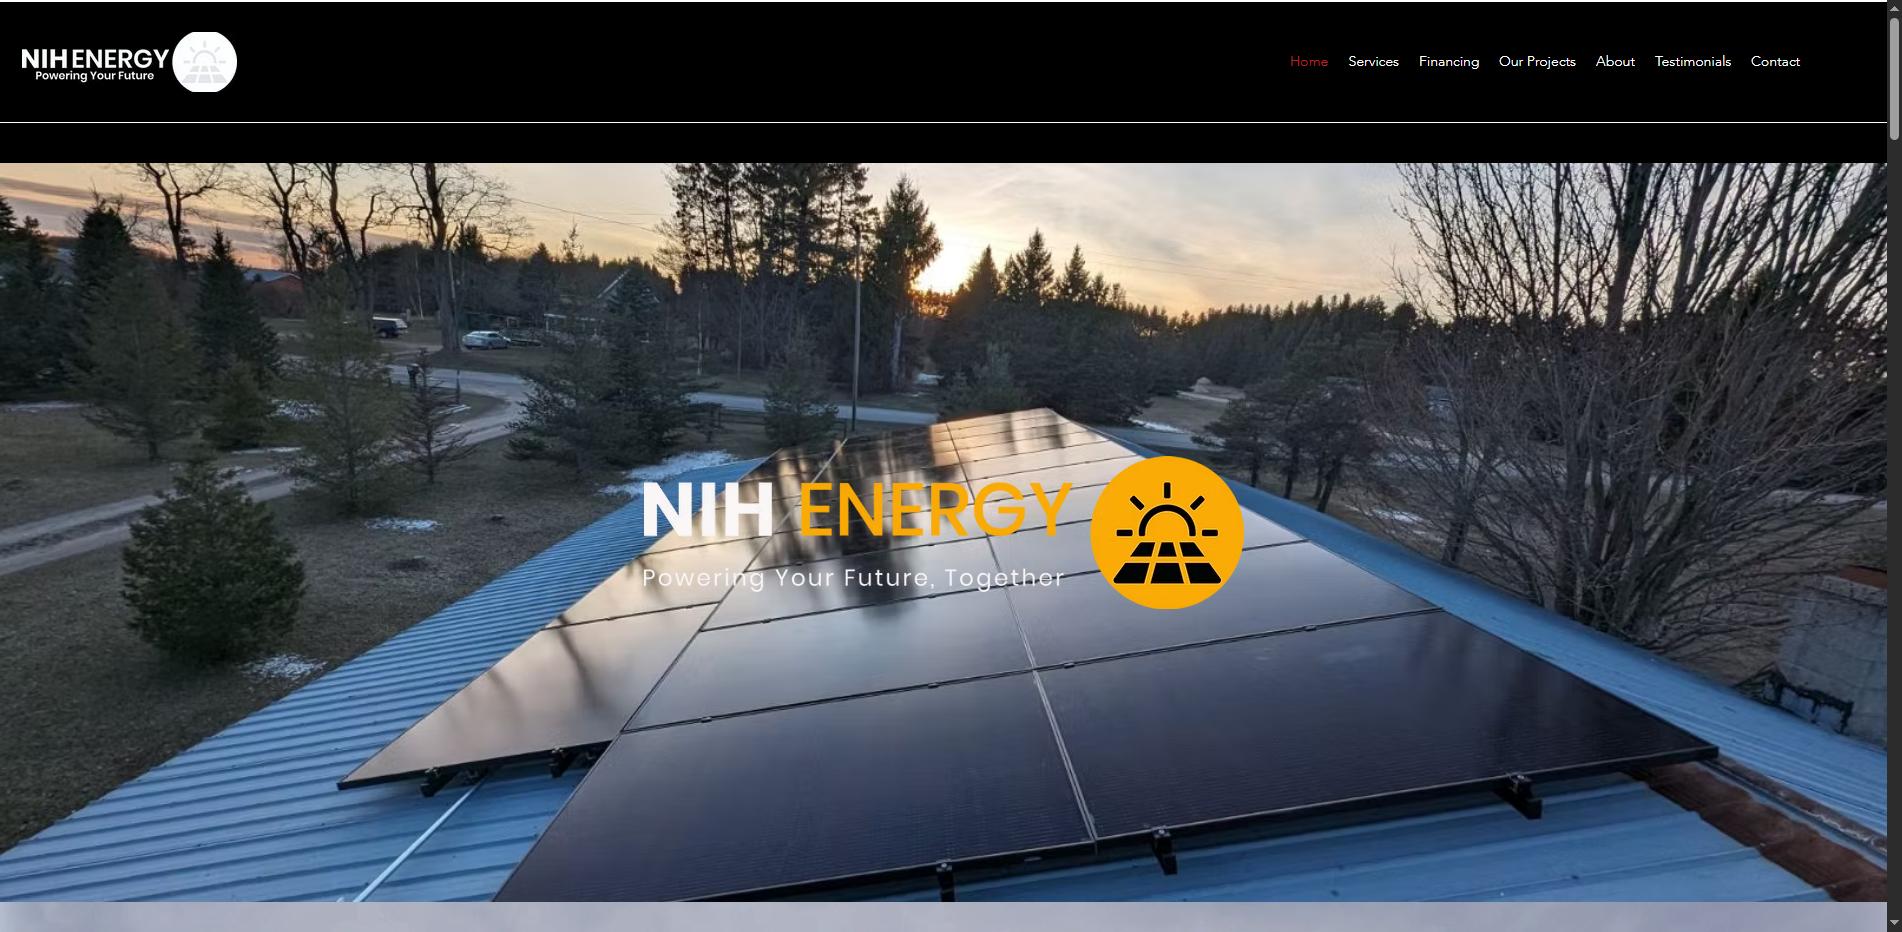 NIH ENERGY
Powering Your Future
Home Services Financing Our Projects About Testimonials Contact
NIH ENERGY
Powering Your Future, Together